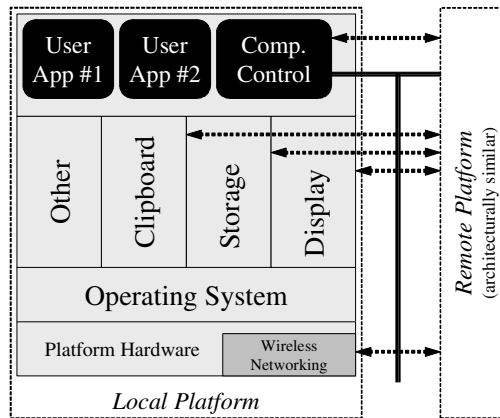 User
App #1
User
App #2
Comp.
Control
Other
Clipboard
Storage
Display
Operating System
Platform Hardware
Wireless
Networking
Local Platform
Remote Platform
(architecturally similar)